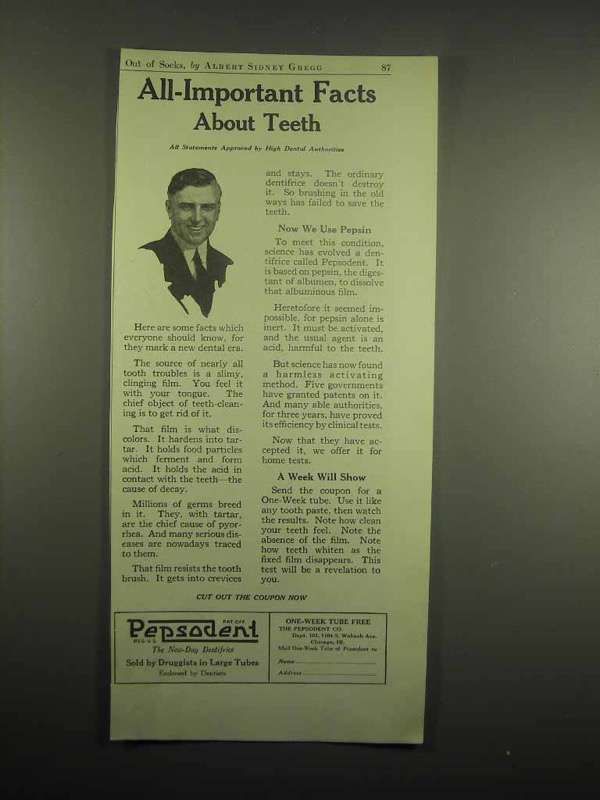 Out of Socks, by ALBERT SIDNEY GREGG 87
All-Important Facts
About Teeth
All Statements Approved by High Dental Authorities
Here are some facts which
everyone should know, for
they mark a new dental era.
The source of nearly all
tooth troubles is a slimy,
clinging film. You feel it
with your tongue. The
chief object of teeth-clean-
ing is to get rid of it.
That film is what dis-
colors. It hardens into tar-
tar. It holds food particles
which ferment and form
acid. It holds the acid in
contact with the teeth—the
cause of decay.
Millions of germs breed
in it. They, with tartar,
are the chief cause of pyor-
rhea. And many serious dis-
eases are nowadays traced
to them.
That film resists the tooth
brush. It gets into crevices
and stays. The ordinary
dentifrice doesn't destroy
it. So brushing in the old
ways has failed to save the
teeth.
Now We Use Pepsin
To meet this condition,
science has evolved a den-
tifrice called Pepsodent. It
is based on pepsin, the diges-
tant of albumen, to dissolve
that albuminous film.
Heretofore it seemed im-
possible, for pepsin alone is
inert. It must be activated,
and the usual agent is an
acid, harmful to the teeth.
But science has now found
a harmless activating
method. Five governments
have granted patents on it.
And many able authorities,
for three years, have proved
its efficiency by clinical tests.
Now that they have ac-
cepted it, we offer it for
home tests.
A Week Will Show
Send the coupon for a
One-Week tube. Use it like
any tooth paste, then watch
the results. Note how clean
your teeth feel. Note the
absence of the film. Note
how teeth whiten as the
fixed film disappears. This
test will be a revelation to
you.
CUT OUT THE COUPON NOW
PAT OFF
Pepsodent
REG U.S.
The New-Day Dentifrice
Sold by Druggists in Large Tubes
Endorsed by Dentists
ONE-WEEK TUBE FREE
THE PEPSODENT CO.
Dept. 101, 1104 S. Wabash Ave.
Chicago, Ill.
Mail One-Week Tube of Pepsodent to
Name
Address